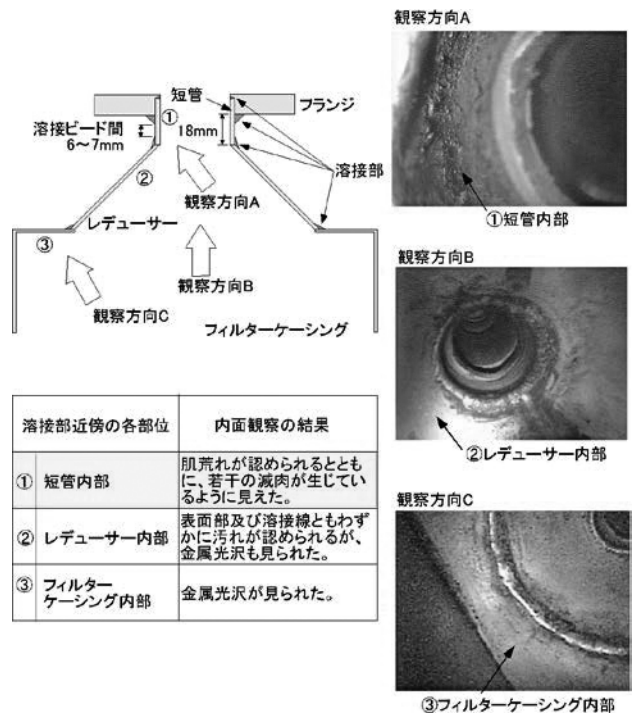 観察方向A
短管
フランジ
①
溶接ビード間
6～7mm
18mm
②
溶接部
観察方向A
レデューサー
③
観察方向B
観察方向C
フィルターケーシング
①短管内部
観察方向B
②レデューサー内部
観察方向C
③フィルターケーシング内部
溶接部近傍の各部位
内面観察の結果
① 短管内部
肌荒れが認められるととも
に、若干の減肉が生じてい
るように見えた。
② レデューサー内部
表面部及び溶接線ともわず
かに汚れが認められるが、
金属光沢も見られた。
③ フィルター
ケーシング内部
金属光沢が見られた。